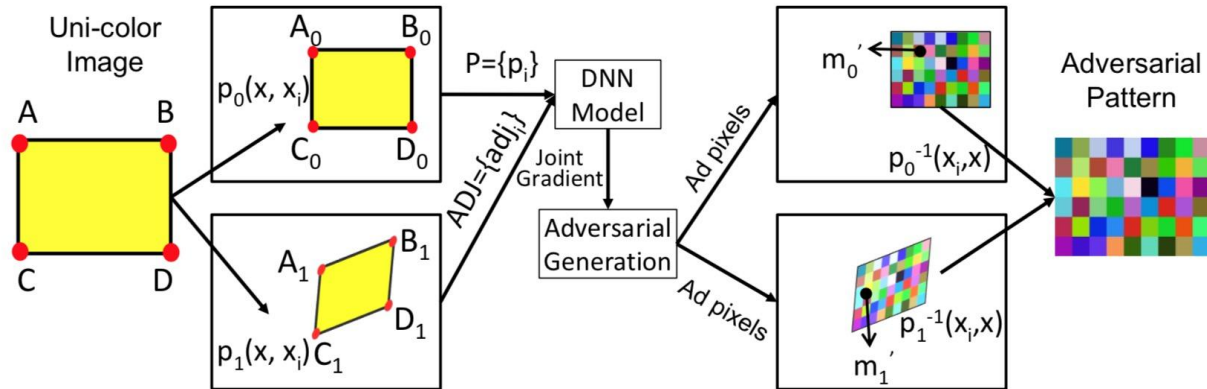 Uni-color
Image
A
B
C
D
A₀
B₀
p₀(x, xᵢ)
C₀
D₀
A₁
B₁
D₁
p₁(x, xᵢ)
C₁
P={pᵢ}
ADJ={adjᵢ}
DNN
Model
Joint
Gradient
Adversarial
Generation
Ad pixels
Ad pixels
m₀′
p₀⁻¹(xᵢ,x)
p₁⁻¹(xᵢ,x)
m₁′
Adversarial
Pattern